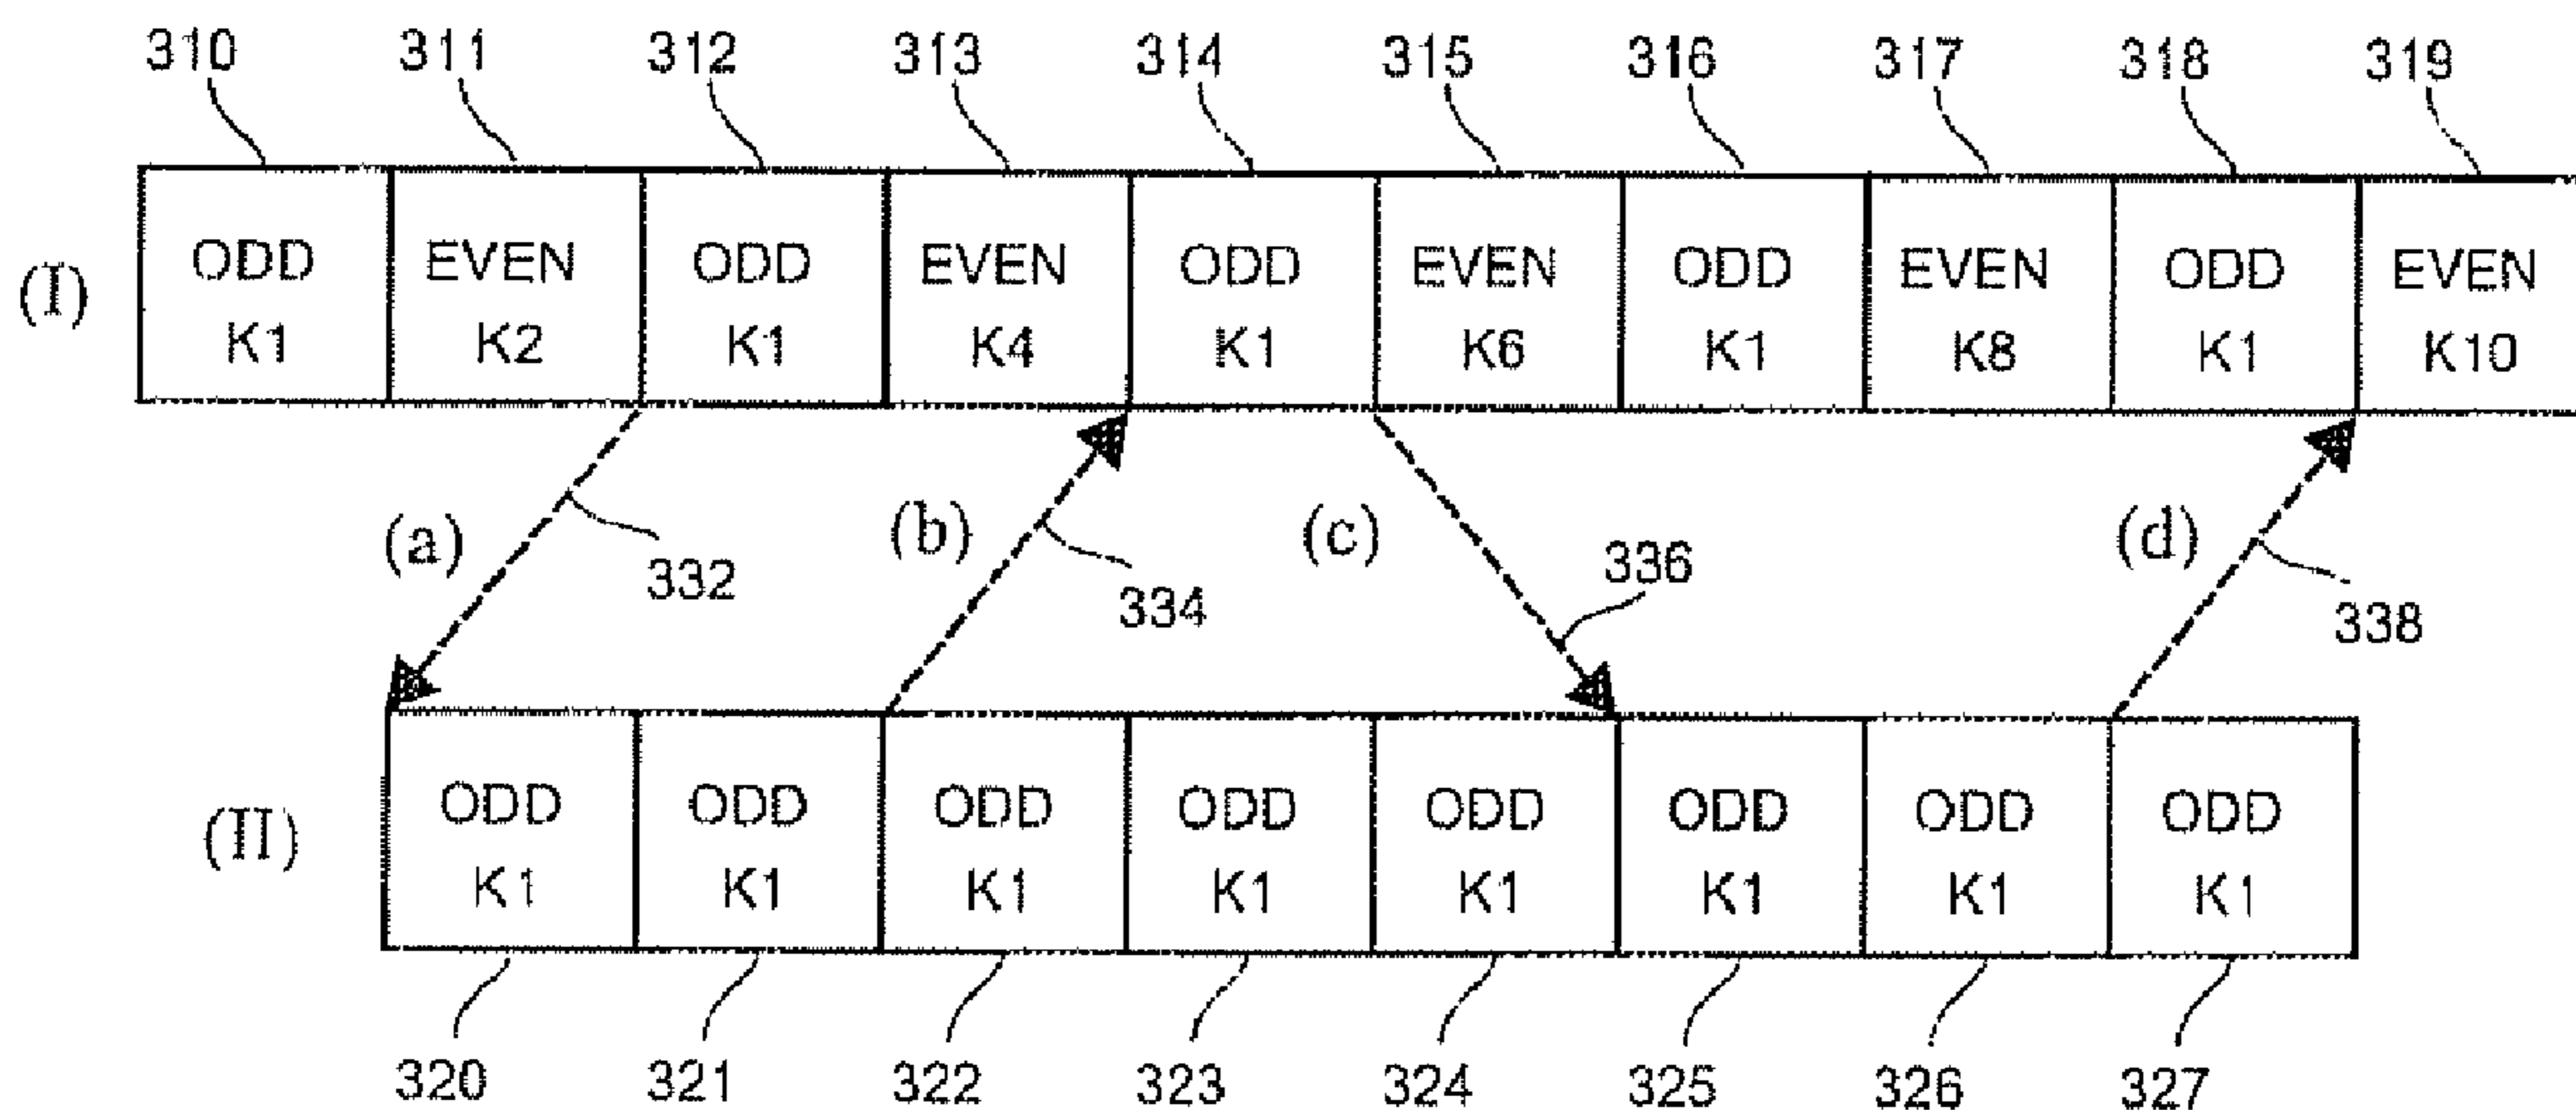 310 311 312 313 314 315 316 317 318 319
(I) ODD EVEN ODD EVEN ODD EVEN ODD EVEN ODD EVEN
K1 K2 K1 K4 K1 K6 K1 K8 K1 K10
(a) 332 (b) 334 (c) 336 (d) 338
(II) ODD ODD ODD ODD ODD ODD ODD ODD
K1 K1 K1 K1 K1 K1 K1 K1
320 321 322 323 324 325 326 327